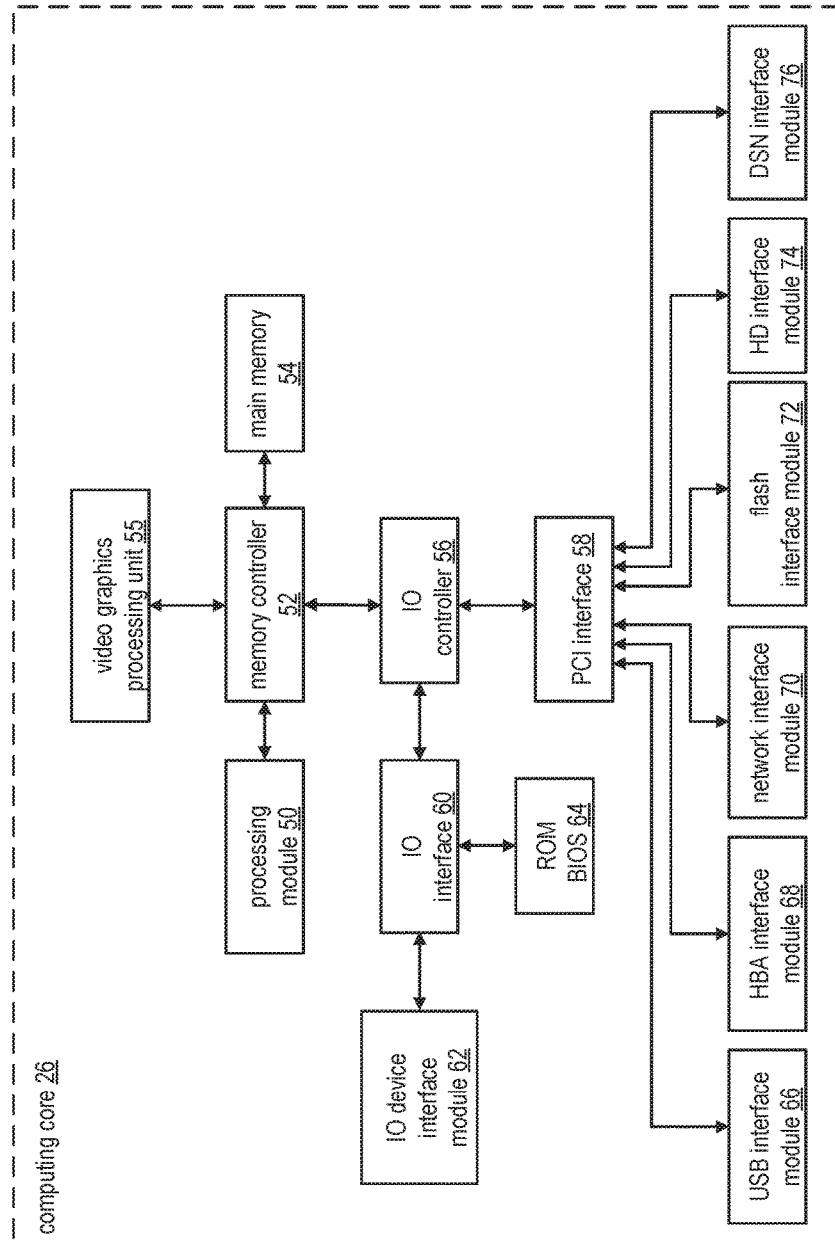 computing core 26
video graphics
processing unit 55
processing
module 50
memory controller
52
main memory
54
IO device
interface
module 62
IO
interface 60
IO
controller 56
ROM
BIOS 64
PCI interface 58
USB interface
module 66
HBA interface
module 68
network interface
module 70
flash
interface module 72
HD interface
module 74
DSN interface
module 76